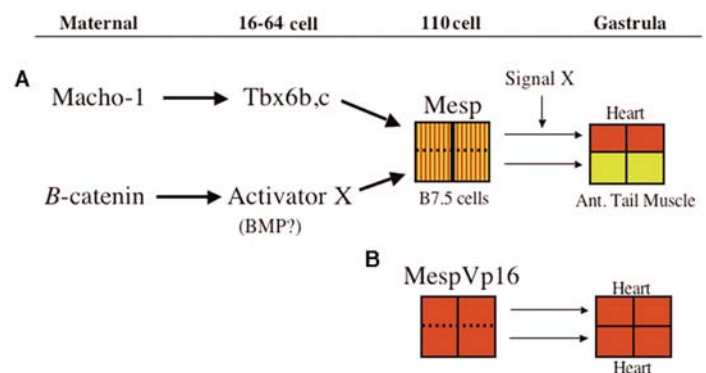 Maternal 16-64 cell 110 cell Gastrula
A
Signal X
Macho-1 Tbx6b,c Mesp Heart
B-catenin Activator X B7.5 cells Ant. Tail Muscle
(BMP?)
B
MespVp16 Heart
Heart